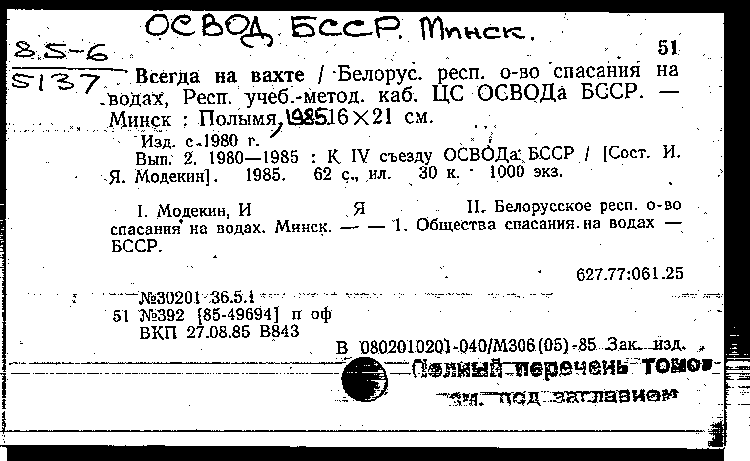 ОСВОД БССР. Минск.
85-6
5137
51
Всегда на вахте / Белорус. респ. о-во спасания на
водах, Респ. учеб.-метод. каб. ЦС ОСВОДа БССР. —
Минск : Полымя, 1985. 16×21 см.
Изд. с 1980 г.
Вып. 2. 1980—1985 : К IV съезду ОСВОДа БССР / [Сост. И.
Я. Модекин]. 1985. 62 с., ил. 30 к. 1000 экз.
I. Модекин, И Я II. Белорусское респ. о-во
спасания на водах. Минск. — — 1. Общества спасания на водах —
БССР.
627.77:061.25
№30201 36.5.1
51 №392 [85-49694] п оф
ВКП 27.08.85 В843
В 0802010201-040/М306(05)-85 Зак. изд.
Полный перечень томов
см. под заглавием